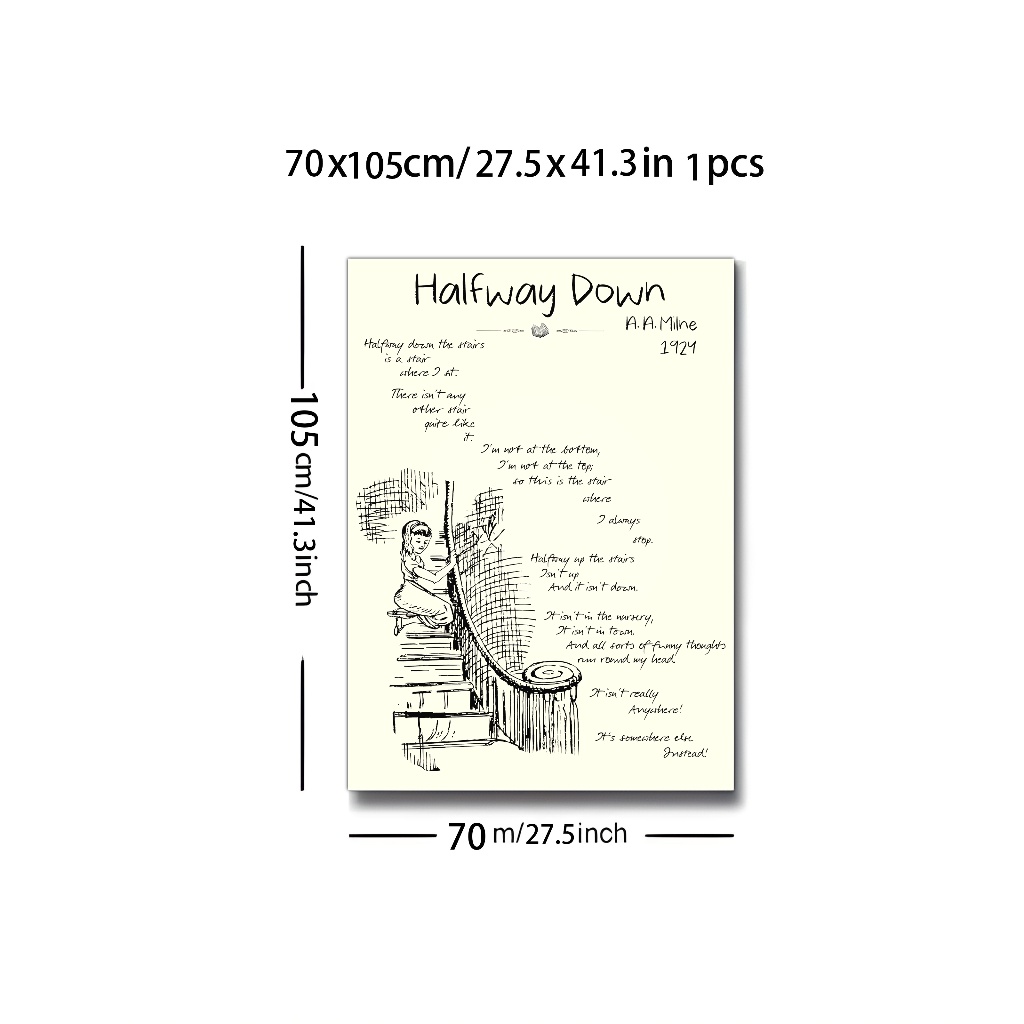 70x105cm/ 27.5x41.3in 1pcs
105cm/41.3inch
Halfway Down
A.A.Milne
1924
Halfway down the stairs
is a stair
where I sit.
There isn't any
other stair
quite like
it.
I'm not at the bottom,
I'm not at the top;
so this is the stair
where
I always
stop.
Halfway up the stairs
Isn't up
And it isn't down.
It isn't in the nursery,
It isn't in town.
And all sorts of funny thoughts
run round my head.
It isn't really
Anywhere!
It's somewhere else
Instead!
70 m/27.5inch